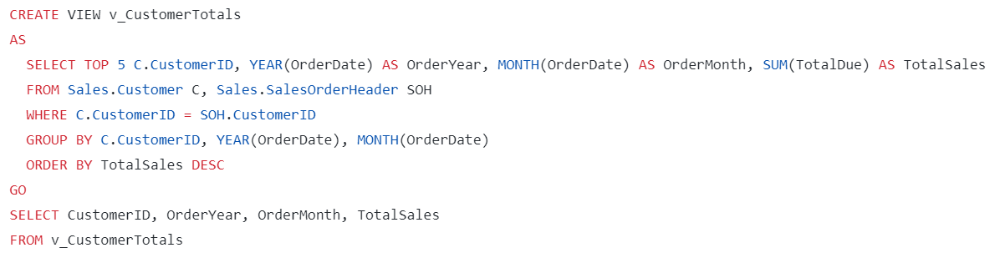 CREATE VIEW v_CustomerTotals
AS
SELECT TOP 5 C.CustomerID, YEAR(OrderDate) AS OrderYear, MONTH(OrderDate) AS OrderMonth, SUM(TotalDue) AS TotalSales
FROM Sales.Customer C, Sales.SalesOrderHeader SOH
WHERE C.CustomerID = SOH.CustomerID
GROUP BY C.CustomerID, YEAR(OrderDate), MONTH(OrderDate)
ORDER BY TotalSales DESC
GO
SELECT CustomerID, OrderYear, OrderMonth, TotalSales
FROM v_CustomerTotals